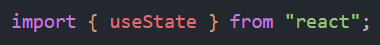 import { useState } from "react";